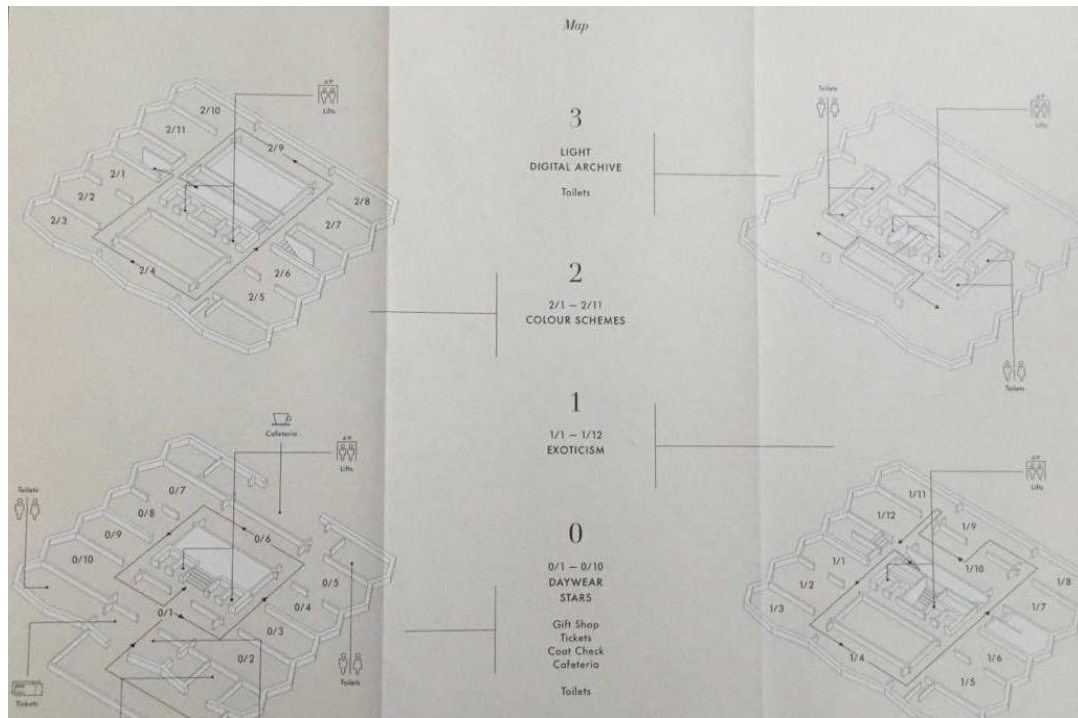 Map
3
LIGHT
DIGITAL ARCHIVE
Toilets
2
2/1 – 2/11
COLOUR SCHEMES
1
1/1 – 1/12
EXOTICISM
0
0/1 – 0/10
DAYWEAR
STARS
Gift Shop
Tickets
Coat Check
Cafeteria
Toilets
Lifts
2/10
2/11
2/9
2/1
2/2
2/3
2/8
2/7
2/4
2/6
2/5
Cafeteria
Lifts
Toilets
0/7
0/8
0/6
0/9
0/10
0/5
0/4
0/1
0/3
0/2
Tickets
Toilets
Toilets
Lifts
Toilets
Lifts
1/11
1/12
1/9
1/1
1/10
1/2
1/8
1/3
1/7
1/4
1/6
1/5